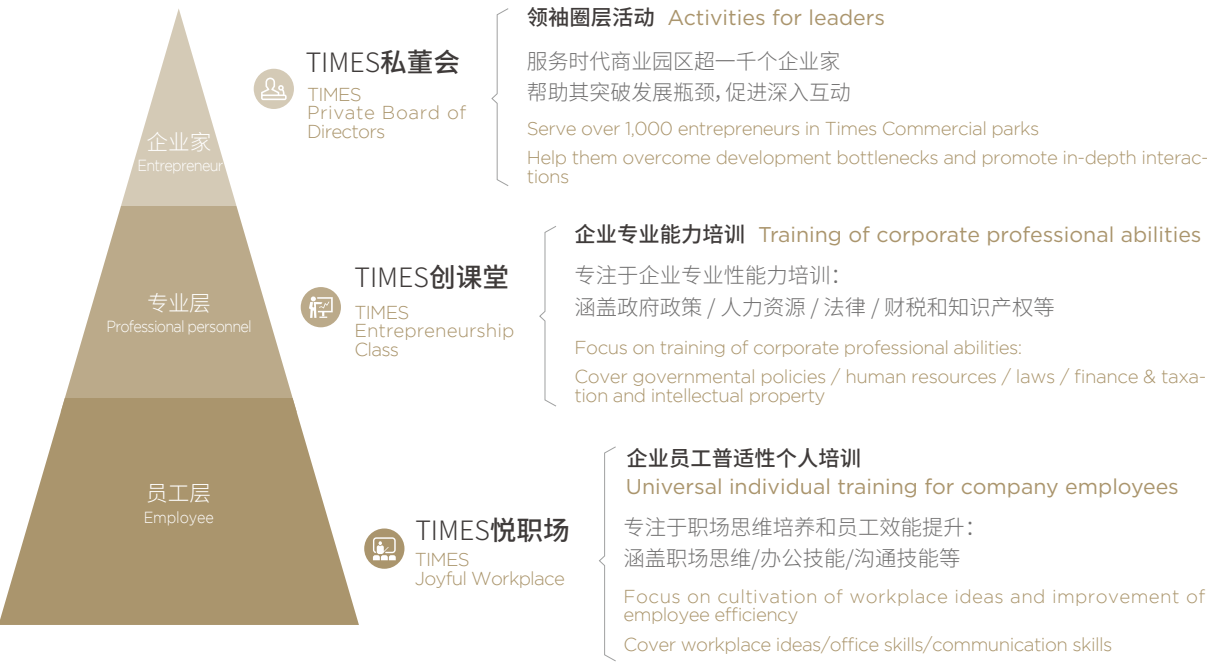 企业家
Entrepreneur
TIMES私董会
TIMES
Private Board of
Directors
领袖圈层活动 Activities for leaders
服务时代商业园区超一千个企业家
帮助其突破发展瓶颈,促进深入互动
Serve over 1,000 entrepreneurs in Times Commercial parks
Help them overcome development bottlenecks and promote in-depth interac-
tions
专业层
Professional personnel
TIMES创课堂
TIMES
Entrepreneurship
Class
企业专业能力培训 Training of corporate professional abilities
专注于企业专业性能力培训：
涵盖政府政策 / 人力资源 / 法律 / 财税和知识产权等
Focus on training of corporate professional abilities:
Cover governmental policies / human resources / laws / finance & taxa-
tion and intellectual property
员工层
Employee
TIMES悦职场
TIMES
Joyful Workplace
企业员工普适性个人培训
Universal individual training for company employees
专注于职场思维培养和员工效能提升：
涵盖职场思维/办公技能/沟通技能等
Focus on cultivation of workplace ideas and improvement of
employee efficiency
Cover workplace ideas/office skills/communication skills